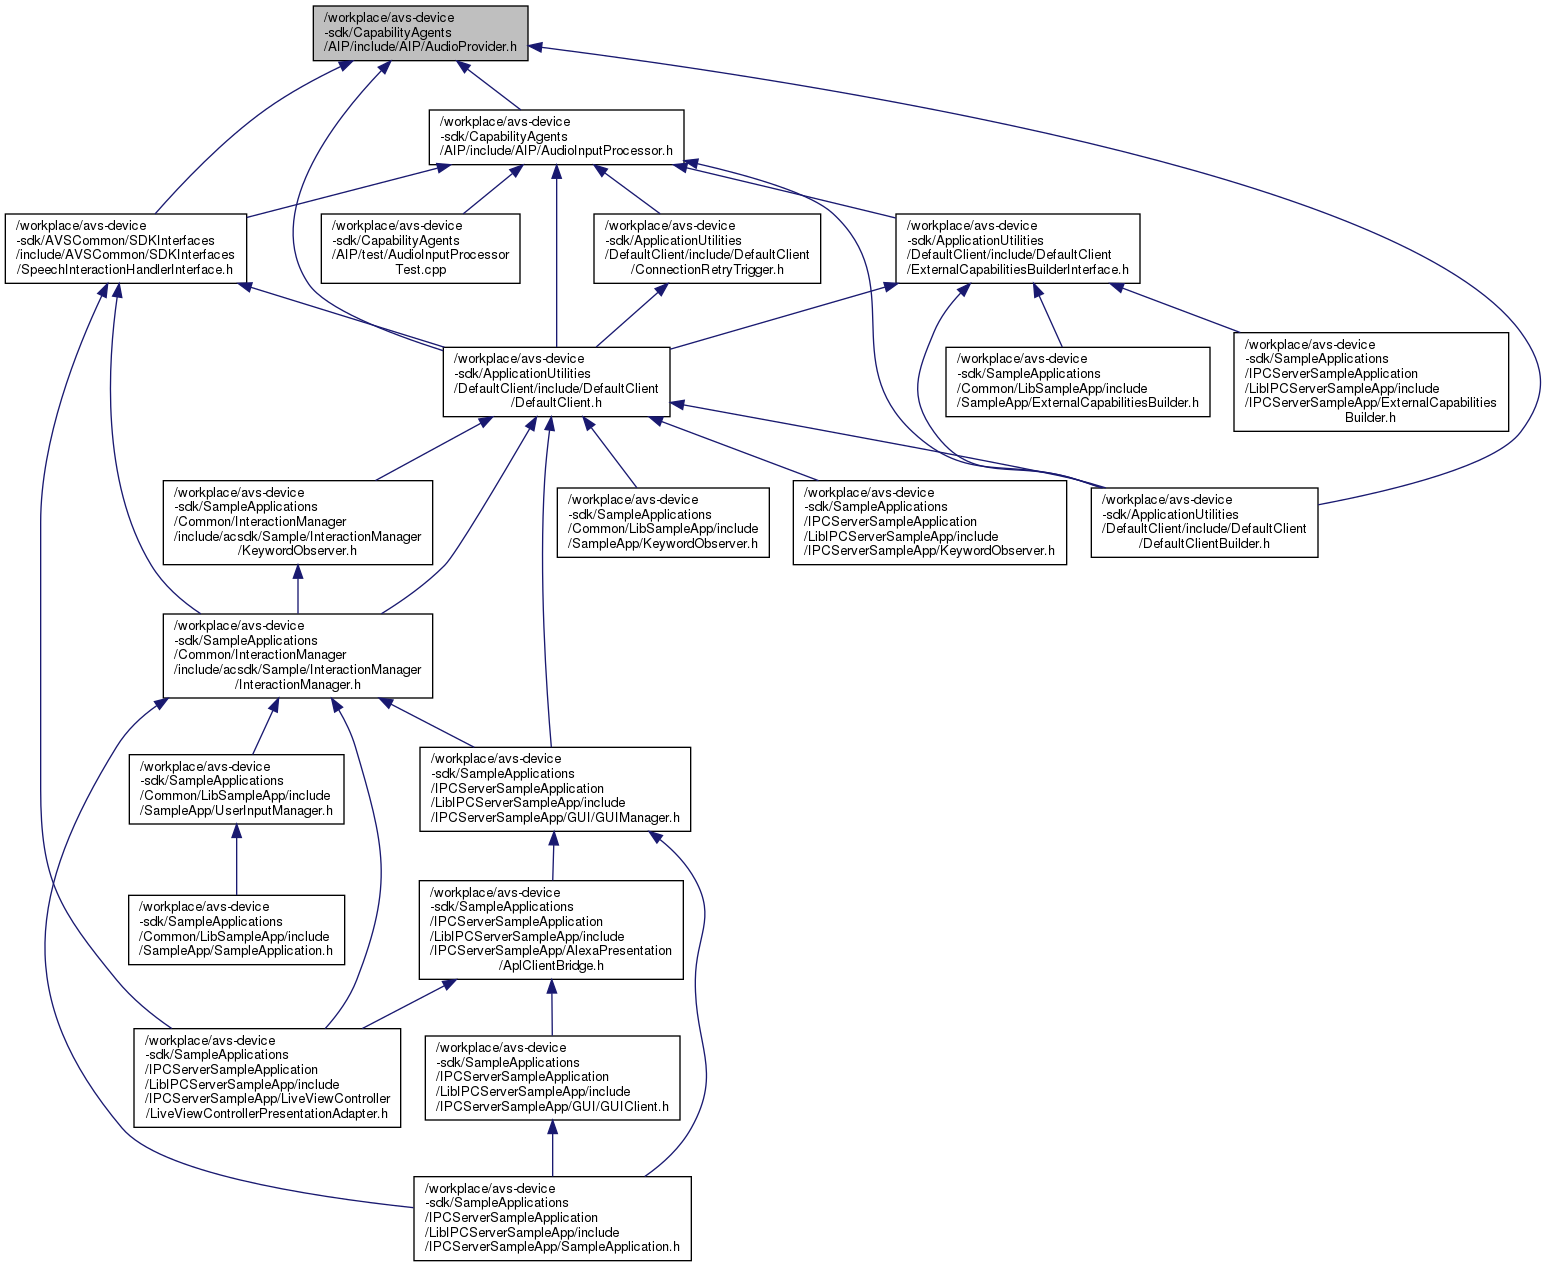 /workplace/avs-device
-sdk/CapabilityAgents
/AIP/include/AIP/AudioProvider.h
/workplace/avs-device
-sdk/CapabilityAgents
/AIP/include/AIP/AudioInputProcessor.h
/workplace/avs-device
-sdk/AVSCommon/SDKInterfaces
/include/AVSCommon/SDKInterfaces
/SpeechInteractionHandlerInterface.h
/workplace/avs-device
-sdk/CapabilityAgents
/AIP/test/AudioInputProcessor
Test.cpp
/workplace/avs-device
-sdk/ApplicationUtilities
/DefaultClient/include/DefaultClient
/ConnectionRetryTrigger.h
/workplace/avs-device
-sdk/ApplicationUtilities
/DefaultClient/include/DefaultClient
/ExternalCapabilitiesBuilderInterface.h
/workplace/avs-device
-sdk/ApplicationUtilities
/DefaultClient/include/DefaultClient
/DefaultClient.h
/workplace/avs-device
-sdk/SampleApplications
/Common/LibSampleApp/include
/SampleApp/ExternalCapabilitiesBuilder.h
/workplace/avs-device
-sdk/SampleApplications
/IPCServerSampleApplication
/LibIPCServerSampleApp/include
/IPCServerSampleApp/ExternalCapabilities
Builder.h
/workplace/avs-device
-sdk/SampleApplications
/Common/InteractionManager
/include/acsdk/Sample/InteractionManager
/KeywordObserver.h
/workplace/avs-device
-sdk/SampleApplications
/Common/LibSampleApp/include
/SampleApp/KeywordObserver.h
/workplace/avs-device
-sdk/SampleApplications
/IPCServerSampleApplication
/LibIPCServerSampleApp/include
/IPCServerSampleApp/KeywordObserver.h
/workplace/avs-device
-sdk/ApplicationUtilities
/DefaultClient/include/DefaultClient
/DefaultClientBuilder.h
/workplace/avs-device
-sdk/SampleApplications
/Common/InteractionManager
/include/acsdk/Sample/InteractionManager
/InteractionManager.h
/workplace/avs-device
-sdk/SampleApplications
/Common/LibSampleApp/include
/SampleApp/UserInputManager.h
/workplace/avs-device
-sdk/SampleApplications
/IPCServerSampleApplication
/LibIPCServerSampleApp/include
/IPCServerSampleApp/GUI/GUIManager.h
/workplace/avs-device
-sdk/SampleApplications
/Common/LibSampleApp/include
/SampleApp/SampleApplication.h
/workplace/avs-device
-sdk/SampleApplications
/IPCServerSampleApplication
/LibIPCServerSampleApp/include
/IPCServerSampleApp/AlexaPresentation
/AplClientBridge.h
/workplace/avs-device
-sdk/SampleApplications
/IPCServerSampleApplication
/LibIPCServerSampleApp/include
/IPCServerSampleApp/LiveViewController
/LiveViewControllerPresentationAdapter.h
/workplace/avs-device
-sdk/SampleApplications
/IPCServerSampleApplication
/LibIPCServerSampleApp/include
/IPCServerSampleApp/GUI/GUIClient.h
/workplace/avs-device
-sdk/SampleApplications
/IPCServerSampleApplication
/LibIPCServerSampleApp/include
/IPCServerSampleApp/SampleApplication.h